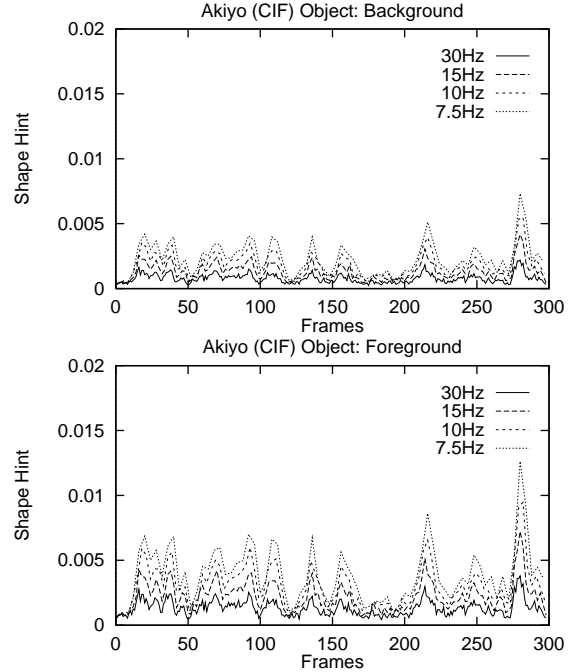 Akiyo (CIF) Object: Background
0.02
0.015
0.01
0.005
0
Shape Hint
30Hz
15Hz
10Hz
7.5Hz
0 50 100 150 200 250 300
Frames
Akiyo (CIF) Object: Foreground
0.02
0.015
0.01
0.005
0
Shape Hint
30Hz
15Hz
10Hz
7.5Hz
0 50 100 150 200 250 300
Frames